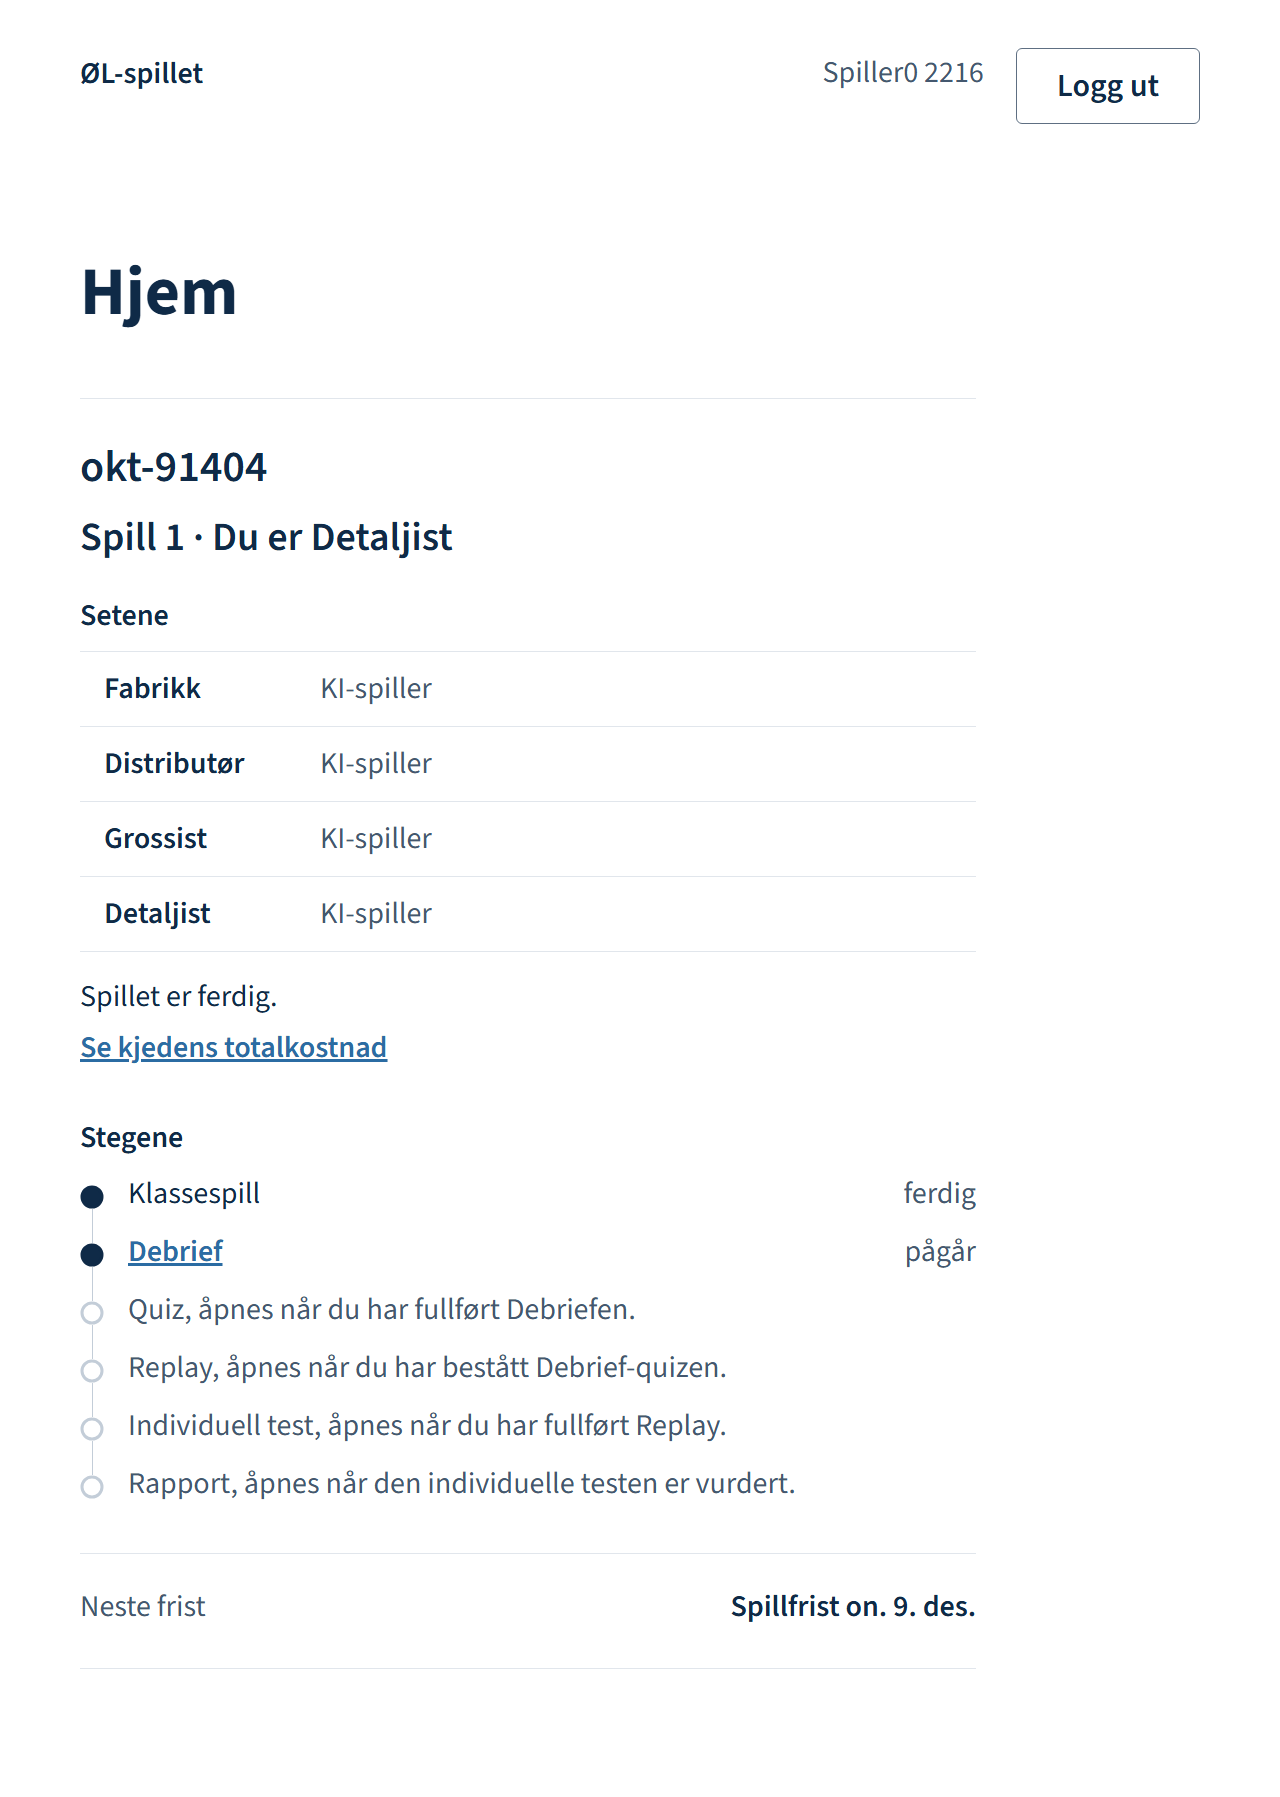 ØL-spillet
Spiller0 2216
Logg ut
Hjem
okt-91404
Spill 1 · Du er Detaljist
Setene
Fabrikk KI-spiller
Distributør KI-spiller
Grossist KI-spiller
Detaljist KI-spiller
Spillet er ferdig.
Se kjedens totalkostnad
Stegene
Klassespill ferdig
Debrief pågår
Quiz, åpnes når du har fullført Debriefen.
Replay, åpnes når du har bestått Debrief-quizen.
Individuell test, åpnes når du har fullført Replay.
Rapport, åpnes når den individuelle testen er vurdert.
Neste frist Spillfrist on. 9. des.